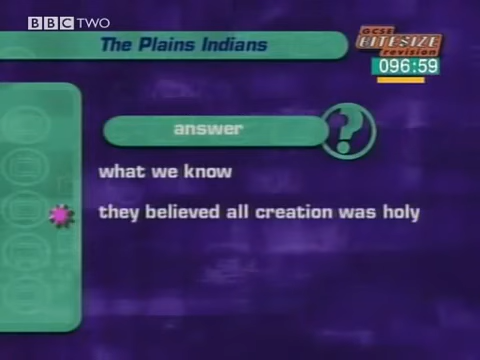 BBC TWO
The Plains Indians
GCSE
BITESIZE
revision
096:59
answer
?
what we know
they believed all creation was holy